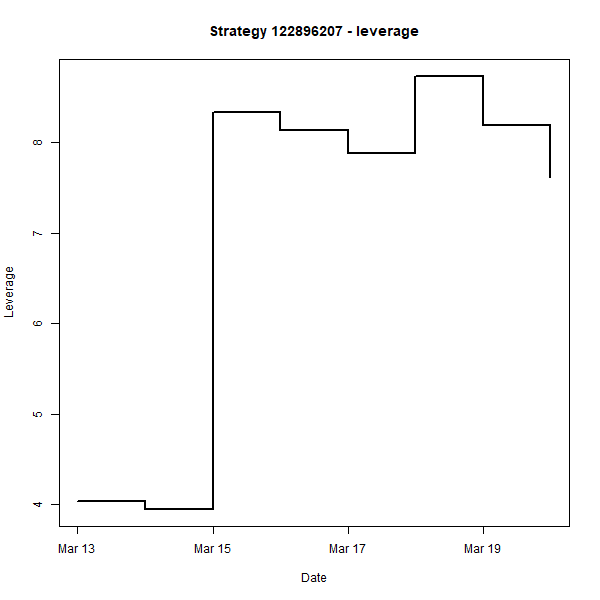 Strategy 122896207 - leverage
Leverage
8
7
6
5
4
Mar 13
Mar 15
Mar 17
Mar 19
Date